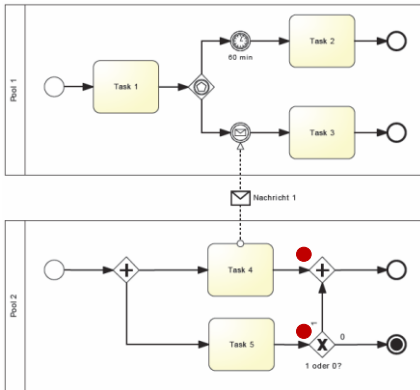 Pool 1
Task 1
60 min
Task 2
Task 3
Nachricht 1
Pool 2
Task 4
Task 5
1
0
1 oder 0?